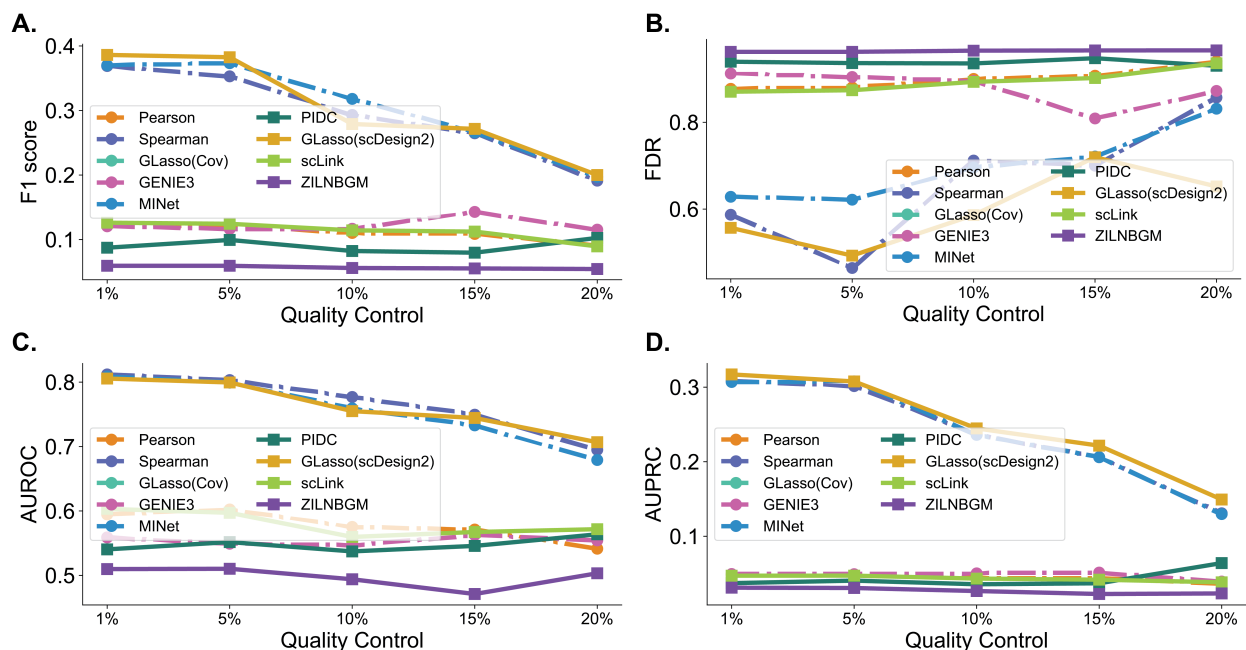 A.
F1 score
0.4
0.3
0.2
0.1
Pearson
Spearman
GLasso(Cov)
GENIE3
MINet
PIDC
GLasso(scDesign2)
scLink
ZILNBGM
1% 5% 10% 15% 20%
Quality Control
B.
FDR
0.8
0.6
Pearson
Spearman
GLasso(Cov)
GENIE3
MINet
PIDC
GLasso(scDesign2)
scLink
ZILNBGM
1% 5% 10% 15% 20%
Quality Control
C.
AUROC
0.8
0.7
0.6
0.5
Pearson
Spearman
GLasso(Cov)
GENIE3
MINet
PIDC
GLasso(scDesign2)
scLink
ZILNBGM
1% 5% 10% 15% 20%
Quality Control
D.
AUPRC
0.3
0.2
0.1
Pearson
Spearman
GLasso(Cov)
GENIE3
MINet
PIDC
GLasso(scDesign2)
scLink
ZILNBGM
1% 5% 10% 15% 20%
Quality Control